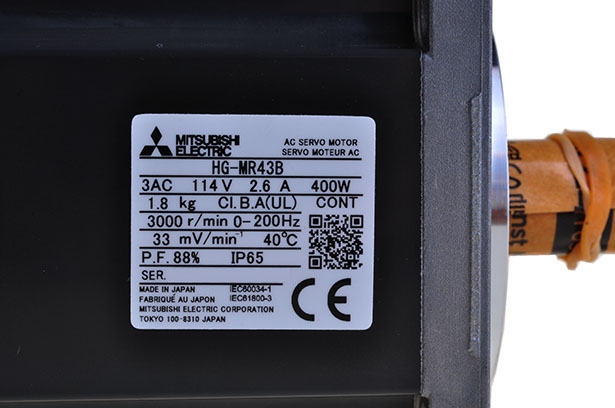 MITSUBISHI
ELECTRIC
AC SERVO MOTOR
SERVO MOTEUR AC
HG-MR43B
3AC 114V 2.6 A 400W
1.8 kg Cl.B.A(UL) CONT
3000 r/min 0-200Hz
33 mV/min⁻¹ 40℃
P.F. 88% IP65
SER.
MADE IN JAPAN IEC60034-1
FABRIQUÉ AU JAPON IEC61800-3
MITSUBISHI ELECTRIC CORPORATION
TOKYO 100-8310 JAPAN
CE